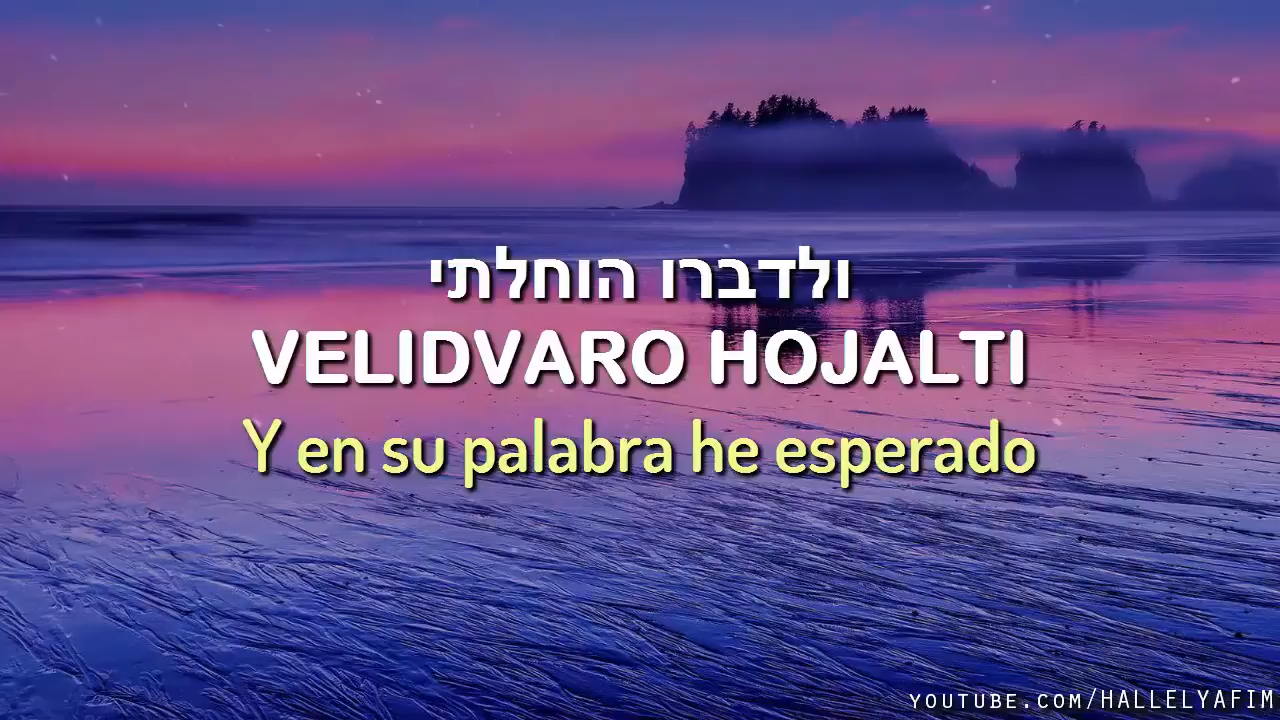 ולדברו הוחלתי
VELIDVARO HOJALTI
Y en su palabra he esperado
YOUTUBE.COM/HALLELYAFIM